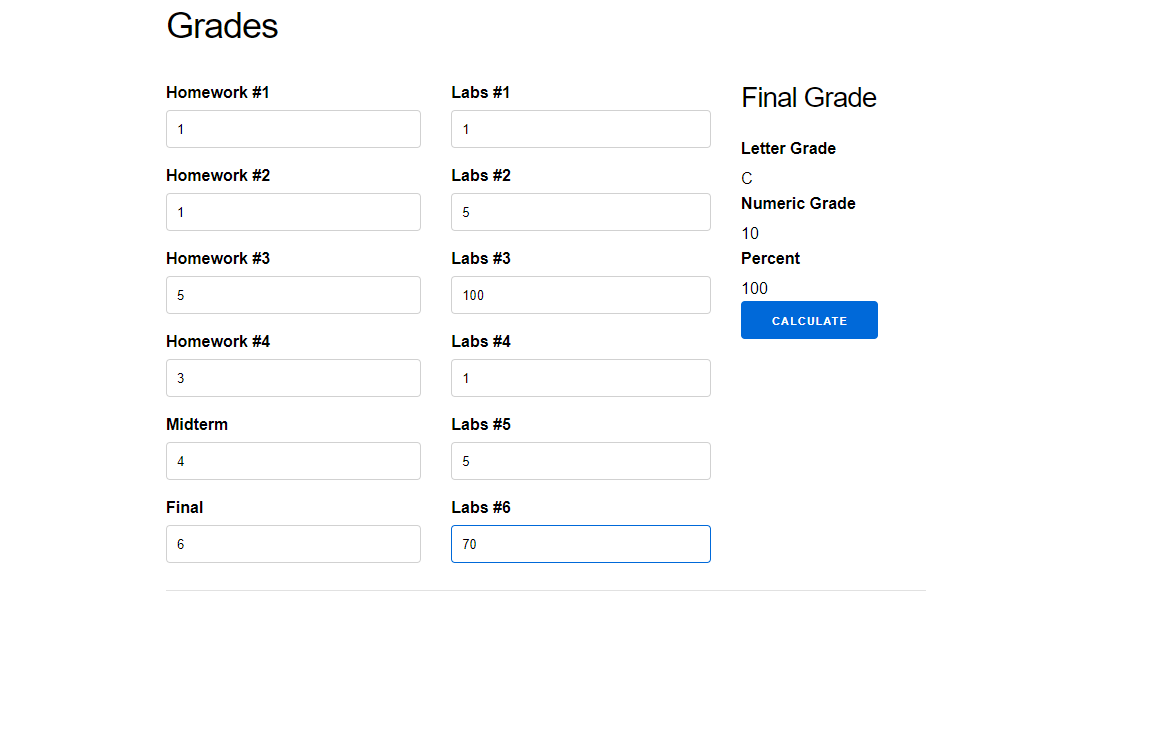 Grades
Homework #1
1
Homework #2
1
Homework #3
5
Homework #4
3
Midterm
4
Final
6
Labs #1
1
Labs #2
5
Labs #3
100
Labs #4
1
Labs #5
5
Labs #6
70
Final Grade
Letter Grade
C
Numeric Grade
10
Percent
100
CALCULATE